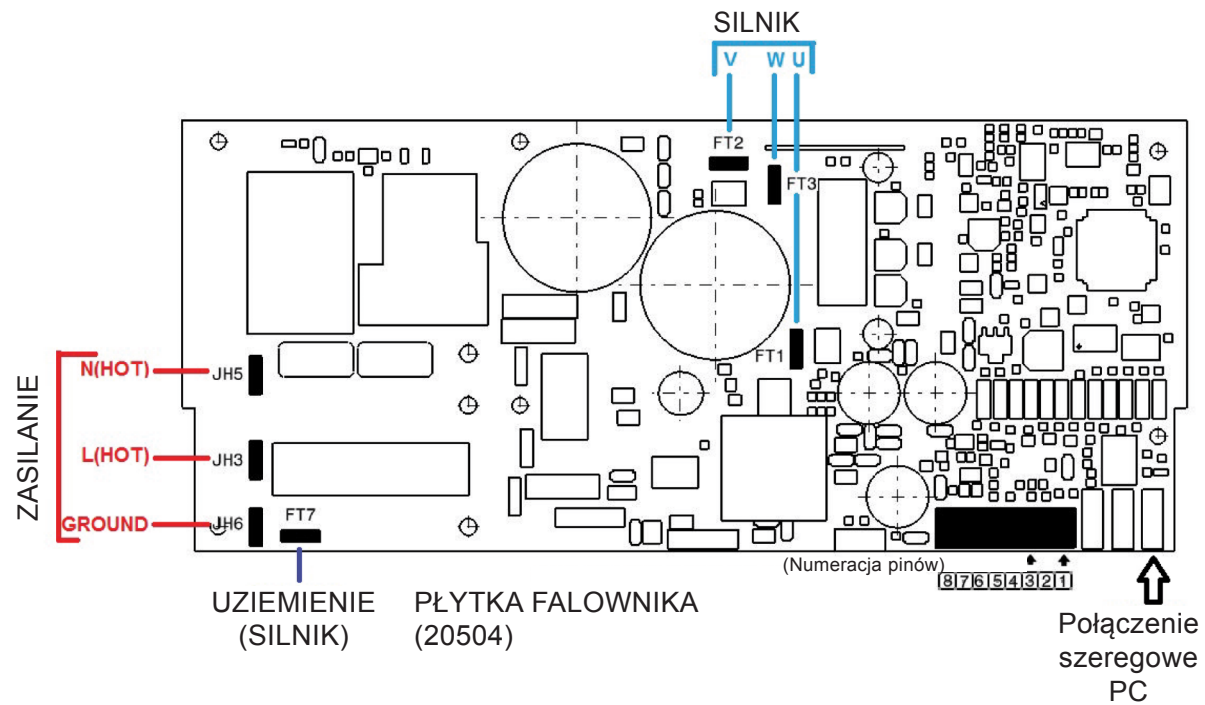 SILNIK
V W U
FT2
FT3
FT1
ZASILANIE
N(HOT) JH5
L(HOT) JH3
GROUND JH6
FT7
(Numeracja pinów)
8 7 6 5 4 3 2 1
UZIEMIENIE
(SILNIK)
PŁYTKA FALOWNIKA
(20504)
Połączenie
szeregowe
PC